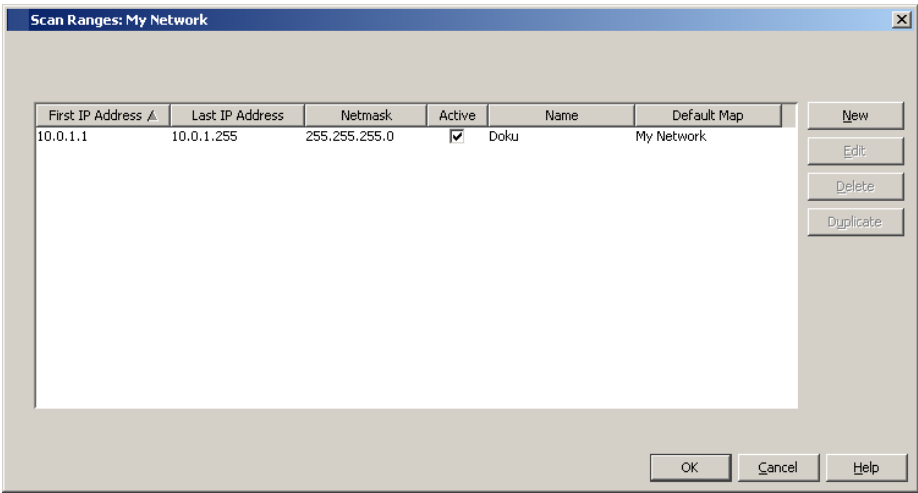 Scan Ranges: My Network
First IP Address Last IP Address Netmask Active Name Default Map
10.0.1.1 10.0.1.255 255.255.255.0 Doku My Network
New
Edit
Delete
Duplicate
OK Cancel Help